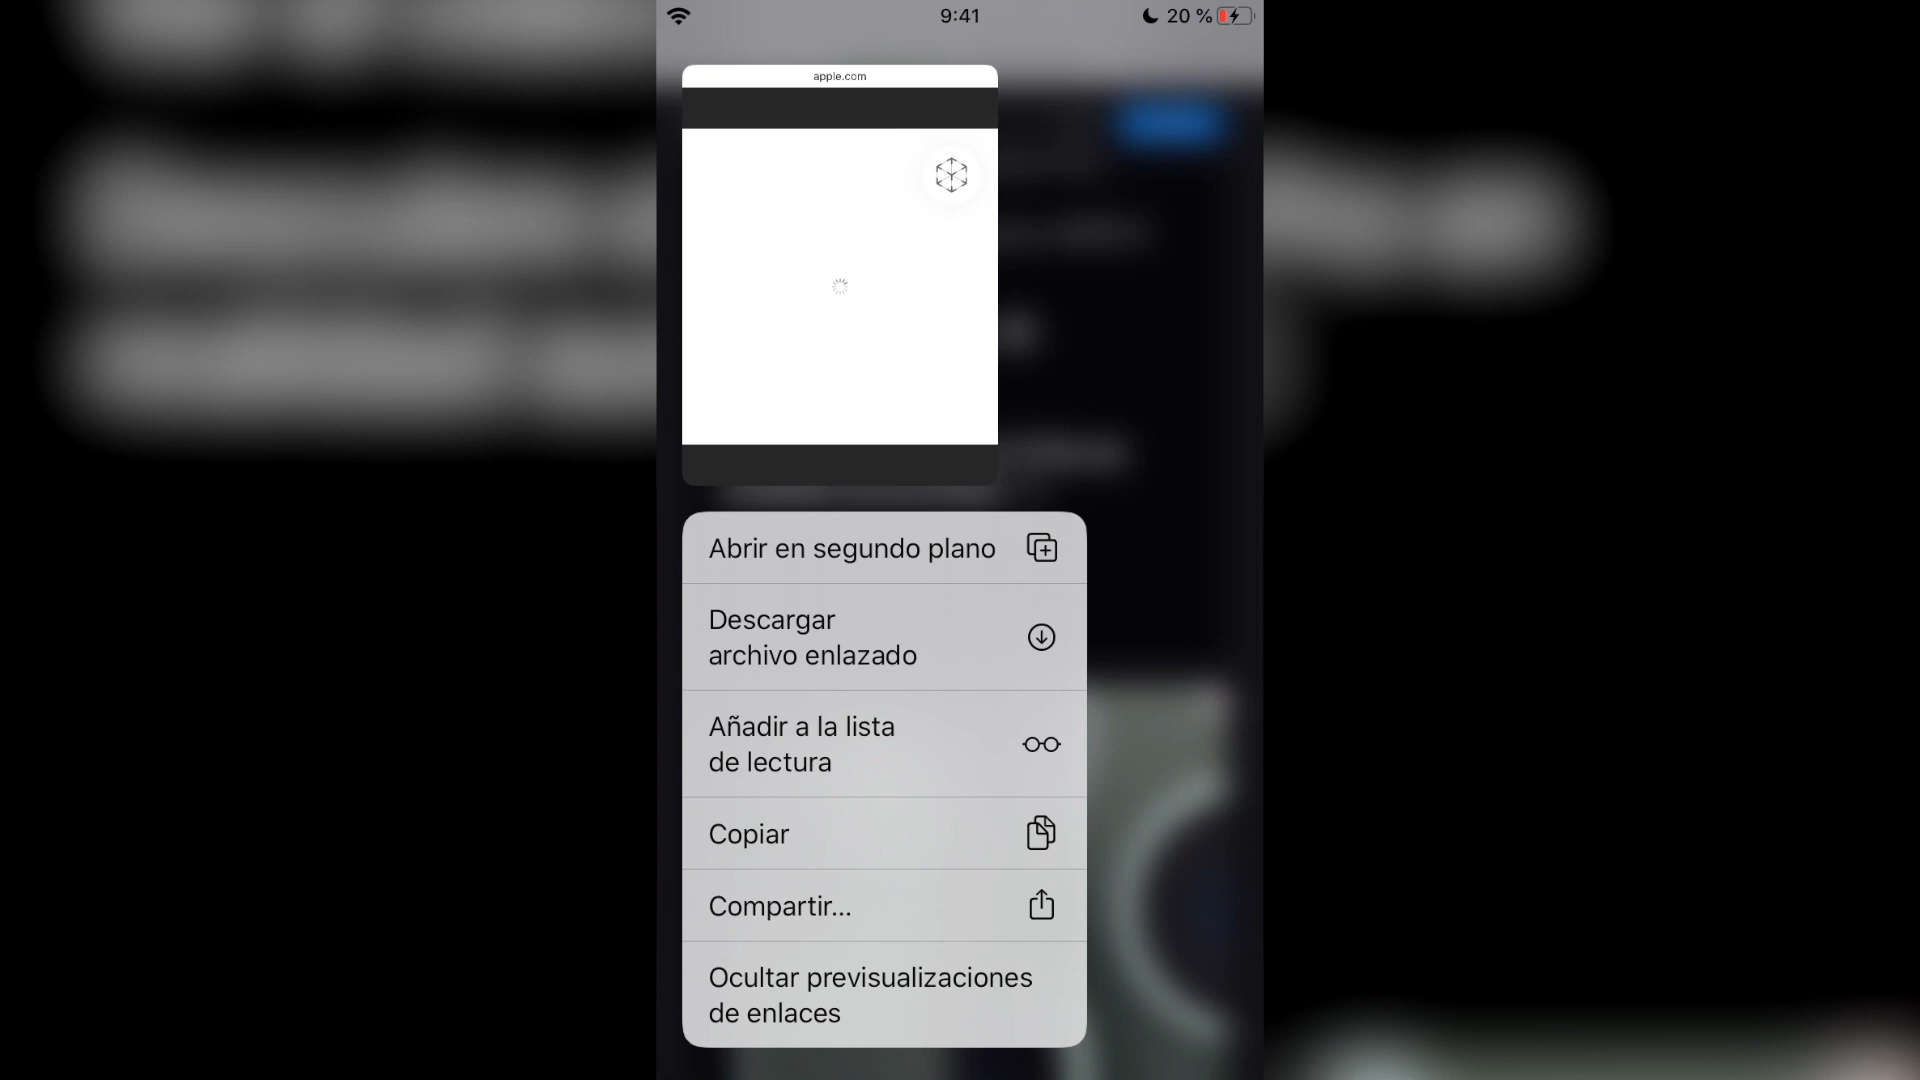 9:41
20 %
apple.com
Abrir en segundo plano
Descargar
archivo enlazado
Añadir a la lista
de lectura
Copiar
Compartir...
Ocultar previsualizaciones
de enlaces